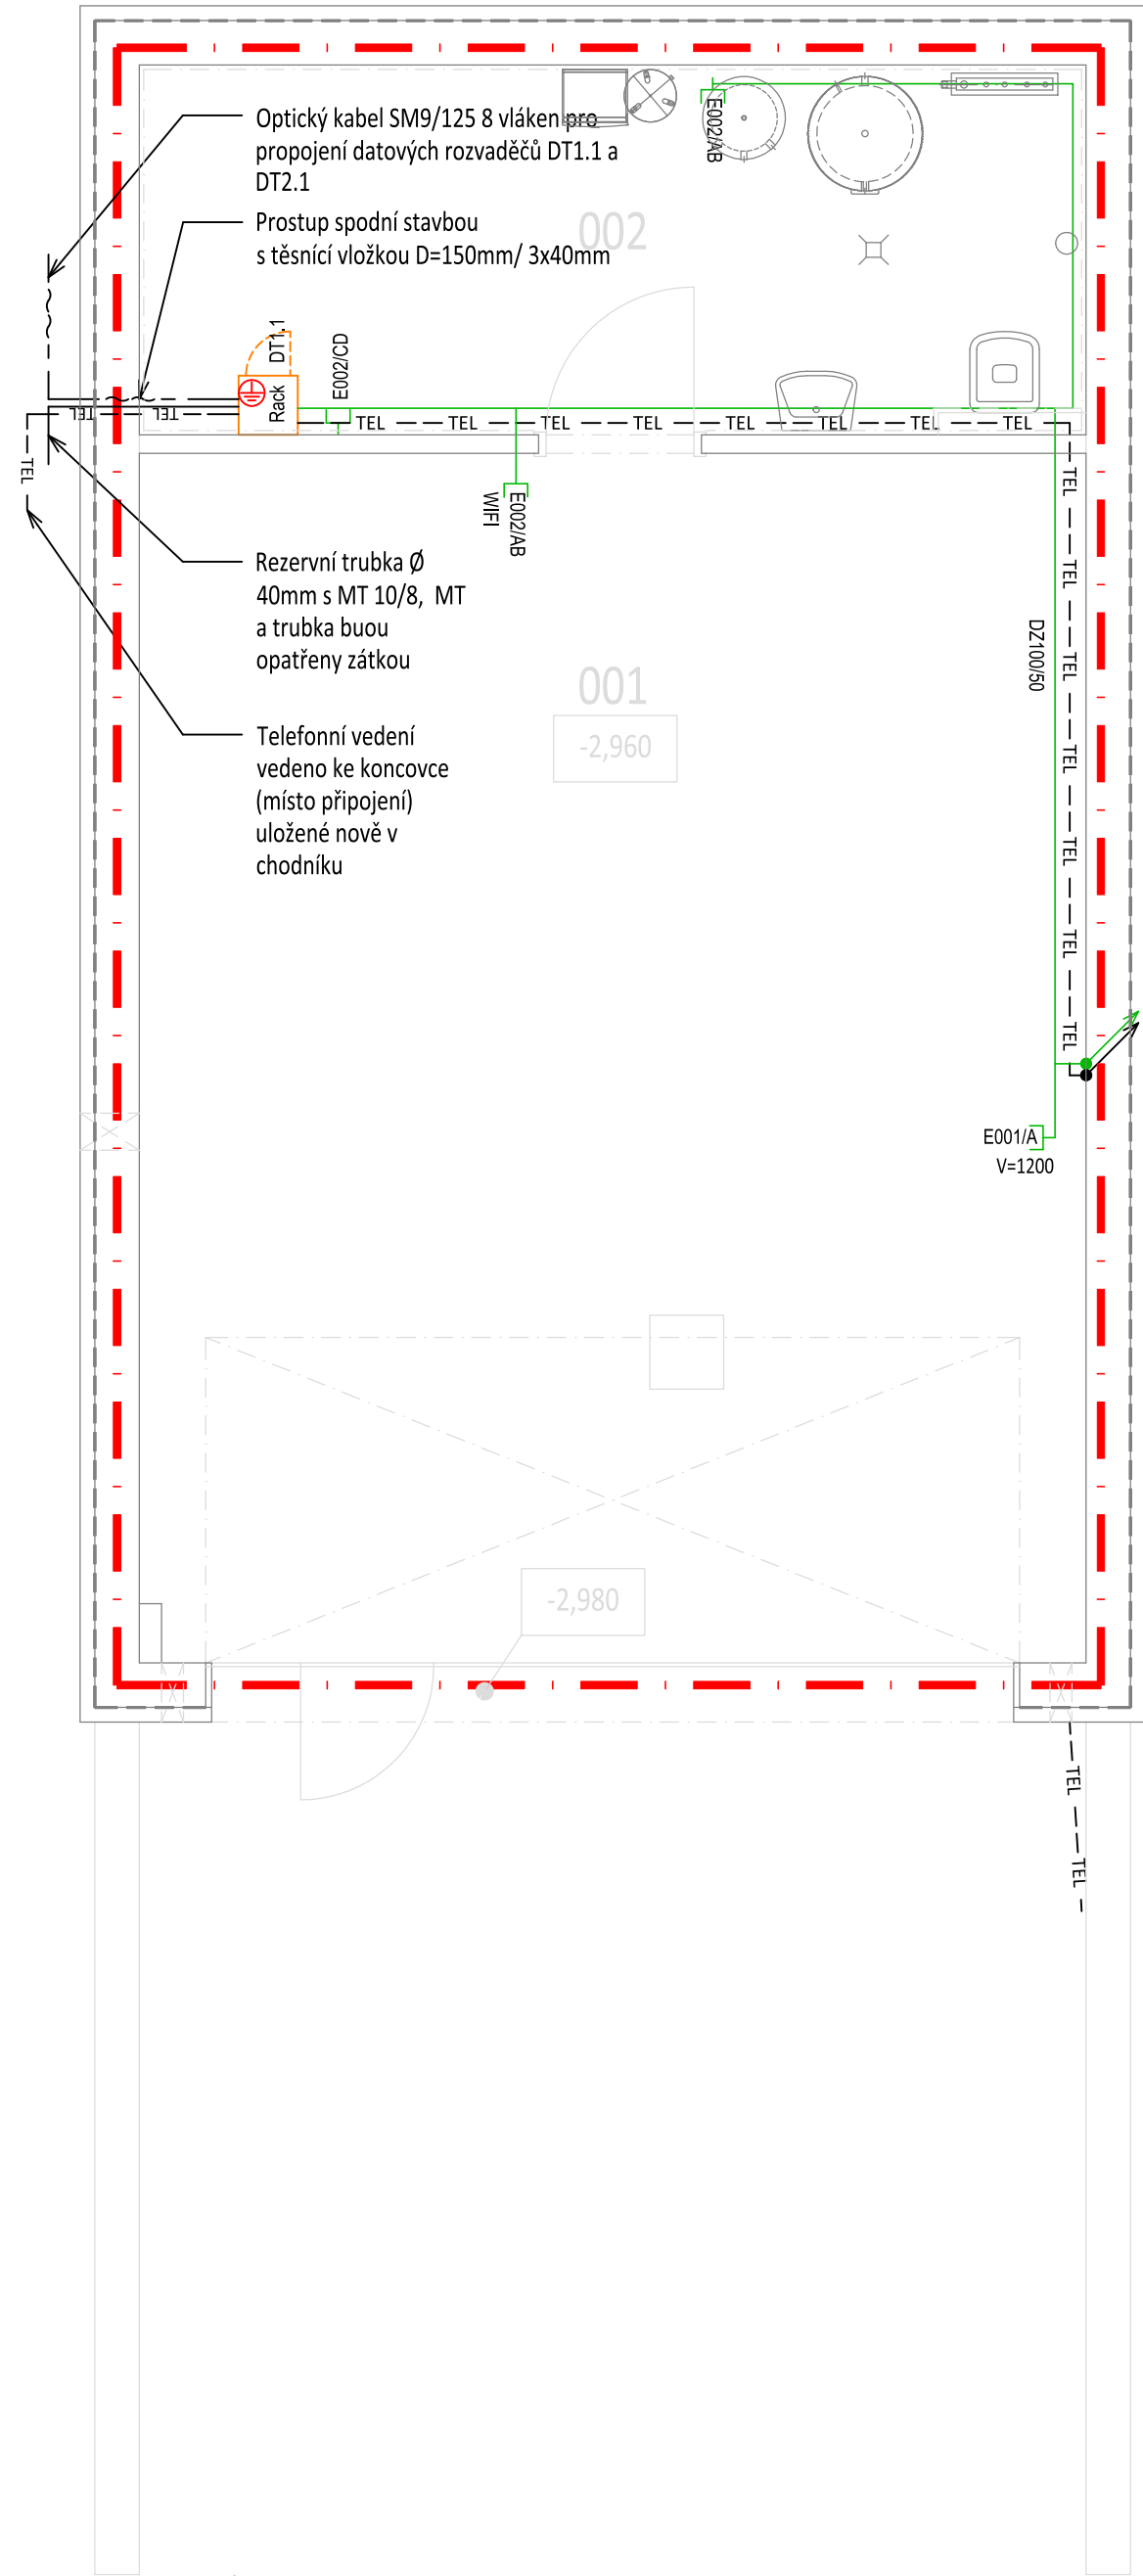 Optický kabel SM9/125 8 vláken pro
propojení datových rozvaděčů DT1.1 a
DT2.1
E002/AB
Prostup spodní stavbou
s těsnící vložkou D=150mm/ 3x40mm
002
DT1.1
Rack
E002/CD
TEL
TEL
TEL
TEL
TEL
TEL
TEL
TEL
TEL
TEL
TEL
TEL
E002/AB
WIFI
TEL
TEL
TEL
TEL
TEL
TEL
TEL
Rezervní trubka Ø
40mm s MT 10/8, MT
a trubka buou
opatřeny zátkou
DZ100/50
001
-2,960
Telefonní vedení
vedeno ke koncovce
(místo připojení)
uložené nově v
chodníku
E001/A
V=1200
-2,980
TEL
TEL